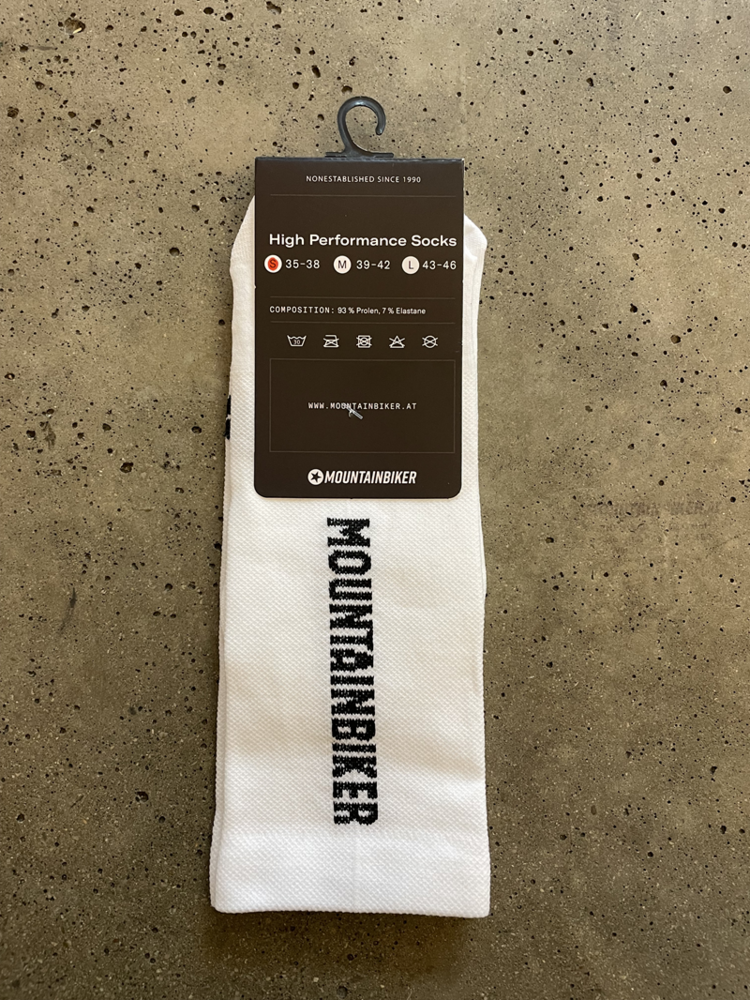 NONESTABLISHED SINCE 1990
High Performance Socks
S 35-38 M 39-42 L 43-46
COMPOSITION: 93 % Prolen, 7 % Elastane
30
WWW.MOUNTAINBIKER.AT
MOUNTAINBIKER
MOUNTAINBIKER